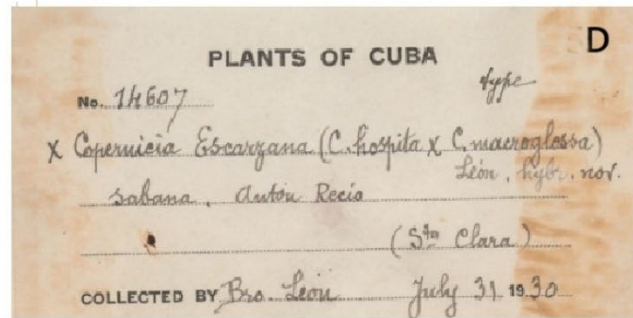 D
PLANTS OF CUBA
type
No. 14607
x Copernicia Escarzana (C. hospita x C. macroglossa)
León, hybr. nov.
sabana, Antón Recio
(Sta Clara)
COLLECTED BY Bro. León July 31 1930